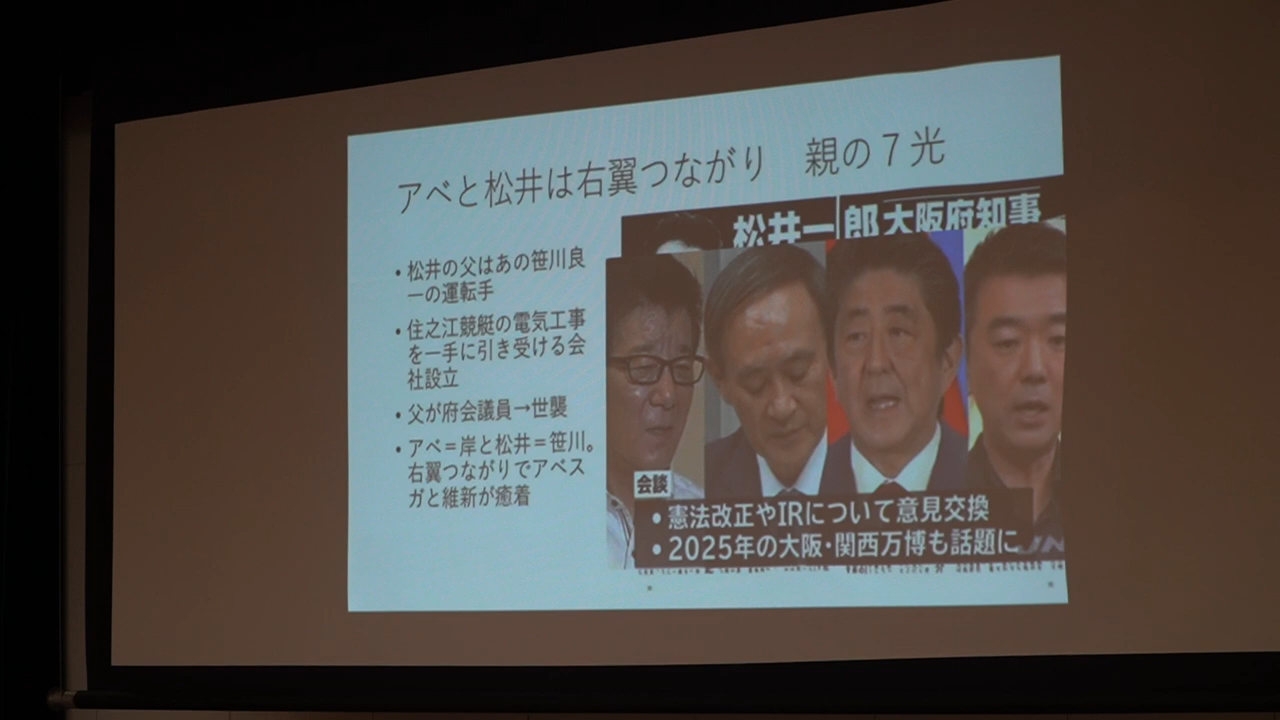 アベと松井は右翼つながり　親の７光
・松井の父はあの笹川良
一の運転手
・住之江競艇の電気工事
を一手に引き受ける会
社設立
・父が府会議員→世襲
・アベ＝岸と松井＝笹川。
右翼つながりでアベス
ガと維新が癒着
松井一郎 大阪府知事
会談
・憲法改正やIRについて意見交換
・2025年の大阪・関西万博も話題に